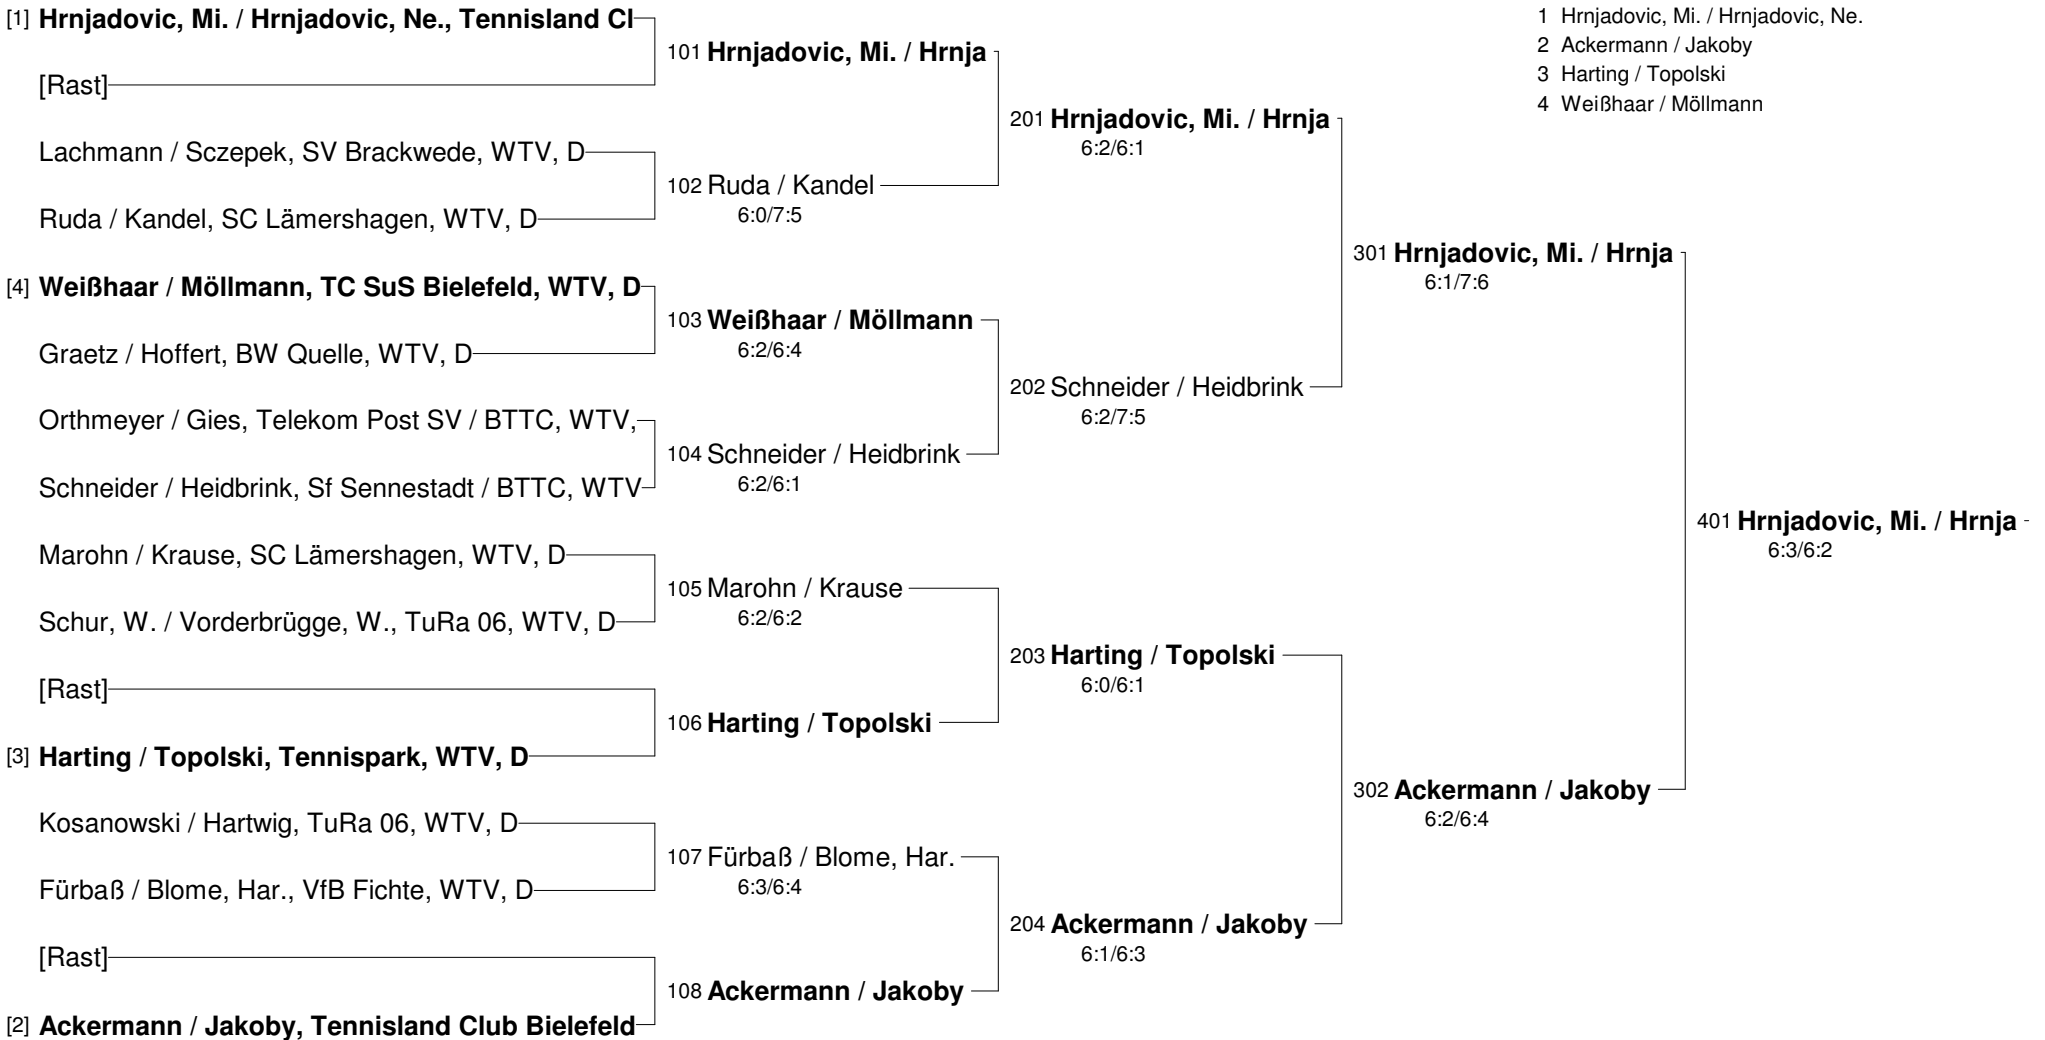 [1] Hrnjadovic, Mi. / Hrnjadovic, Ne., Tennisland Cl
[Rast]
Lachmann / Sczepek, SV Brackwede, WTV, D
Ruda / Kandel, SC Lämershagen, WTV, D
[4] Weißhaar / Möllmann, TC SuS Bielefeld, WTV, D
Graetz / Hoffert, BW Quelle, WTV, D
Orthmeyer / Gies, Telekom Post SV / BTTC, WTV,
Schneider / Heidbrink, Sf Sennestadt / BTTC, WTV
Marohn / Krause, SC Lämershagen, WTV, D
Schur, W. / Vorderbrügge, W., TuRa 06, WTV, D
[Rast]
[3] Harting / Topolski, Tennispark, WTV, D
Kosanowski / Hartwig, TuRa 06, WTV, D
Fürbaß / Blome, Har., VfB Fichte, WTV, D
[Rast]
[2] Ackermann / Jakoby, Tennisland Club Bielefeld
101 Hrnjadovic, Mi. / Hrnja
102 Ruda / Kandel
6:0/7:5
103 Weißhaar / Möllmann
6:2/6:4
104 Schneider / Heidbrink
6:2/6:1
105 Marohn / Krause
6:2/6:2
106 Harting / Topolski
107 Fürbaß / Blome, Har.
6:3/6:4
108 Ackermann / Jakoby
201 Hrnjadovic, Mi. / Hrnja
6:2/6:1
202 Schneider / Heidbrink
6:2/7:5
203 Harting / Topolski
6:0/6:1
204 Ackermann / Jakoby
6:1/6:3
301 Hrnjadovic, Mi. / Hrnja
6:1/7:6
302 Ackermann / Jakoby
6:2/6:4
401 Hrnjadovic, Mi. / Hrnja
6:3/6:2
1 Hrnjadovic, Mi. / Hrnjadovic, Ne.
2 Ackermann / Jakoby
3 Harting / Topolski
4 Weißhaar / Möllmann